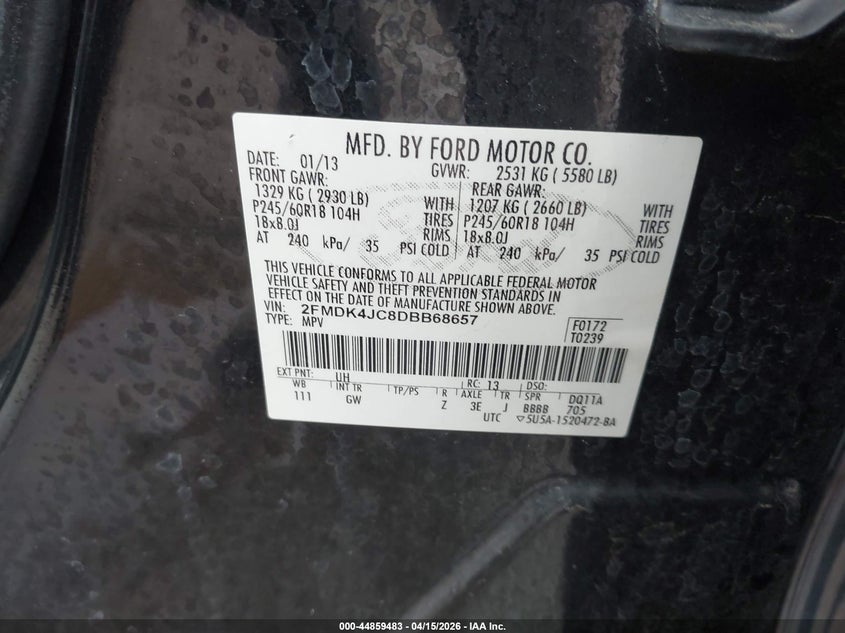 MFD. BY FORD MOTOR CO.
DATE: 01/13 GVWR: 2531 KG ( 5580 LB)
FRONT GAWR: REAR GAWR:
1329 KG ( 2930 LB) WITH 1207 KG ( 2660 LB) WITH
P245/60R18 104H TIRES P245/60R18 104H TIRES
18x8.0J RIMS 18x8.0J RIMS
AT 240 kPa/ 35 PSI COLD AT 240 kPa/ 35 PSI COLD
THIS VEHICLE CONFORMS TO ALL APPLICABLE FEDERAL MOTOR
VEHICLE SAFETY AND THEFT PREVENTION STANDARDS IN
EFFECT ON THE DATE OF MANUFACTURE SHOWN ABOVE.
VIN: 2FMDK4JC8DBB68657 F0172
TYPE: MPV T0239
EXT PNT: UH RC: 13 DSO:
WB INT TR TP/PS R AXLE TR SPR DQ11A
111 GW Z 3E J BBBB 705
UTC ▽5U5A-1520472-BA
000-44859483 - 04/15/2026 - IAA Inc.